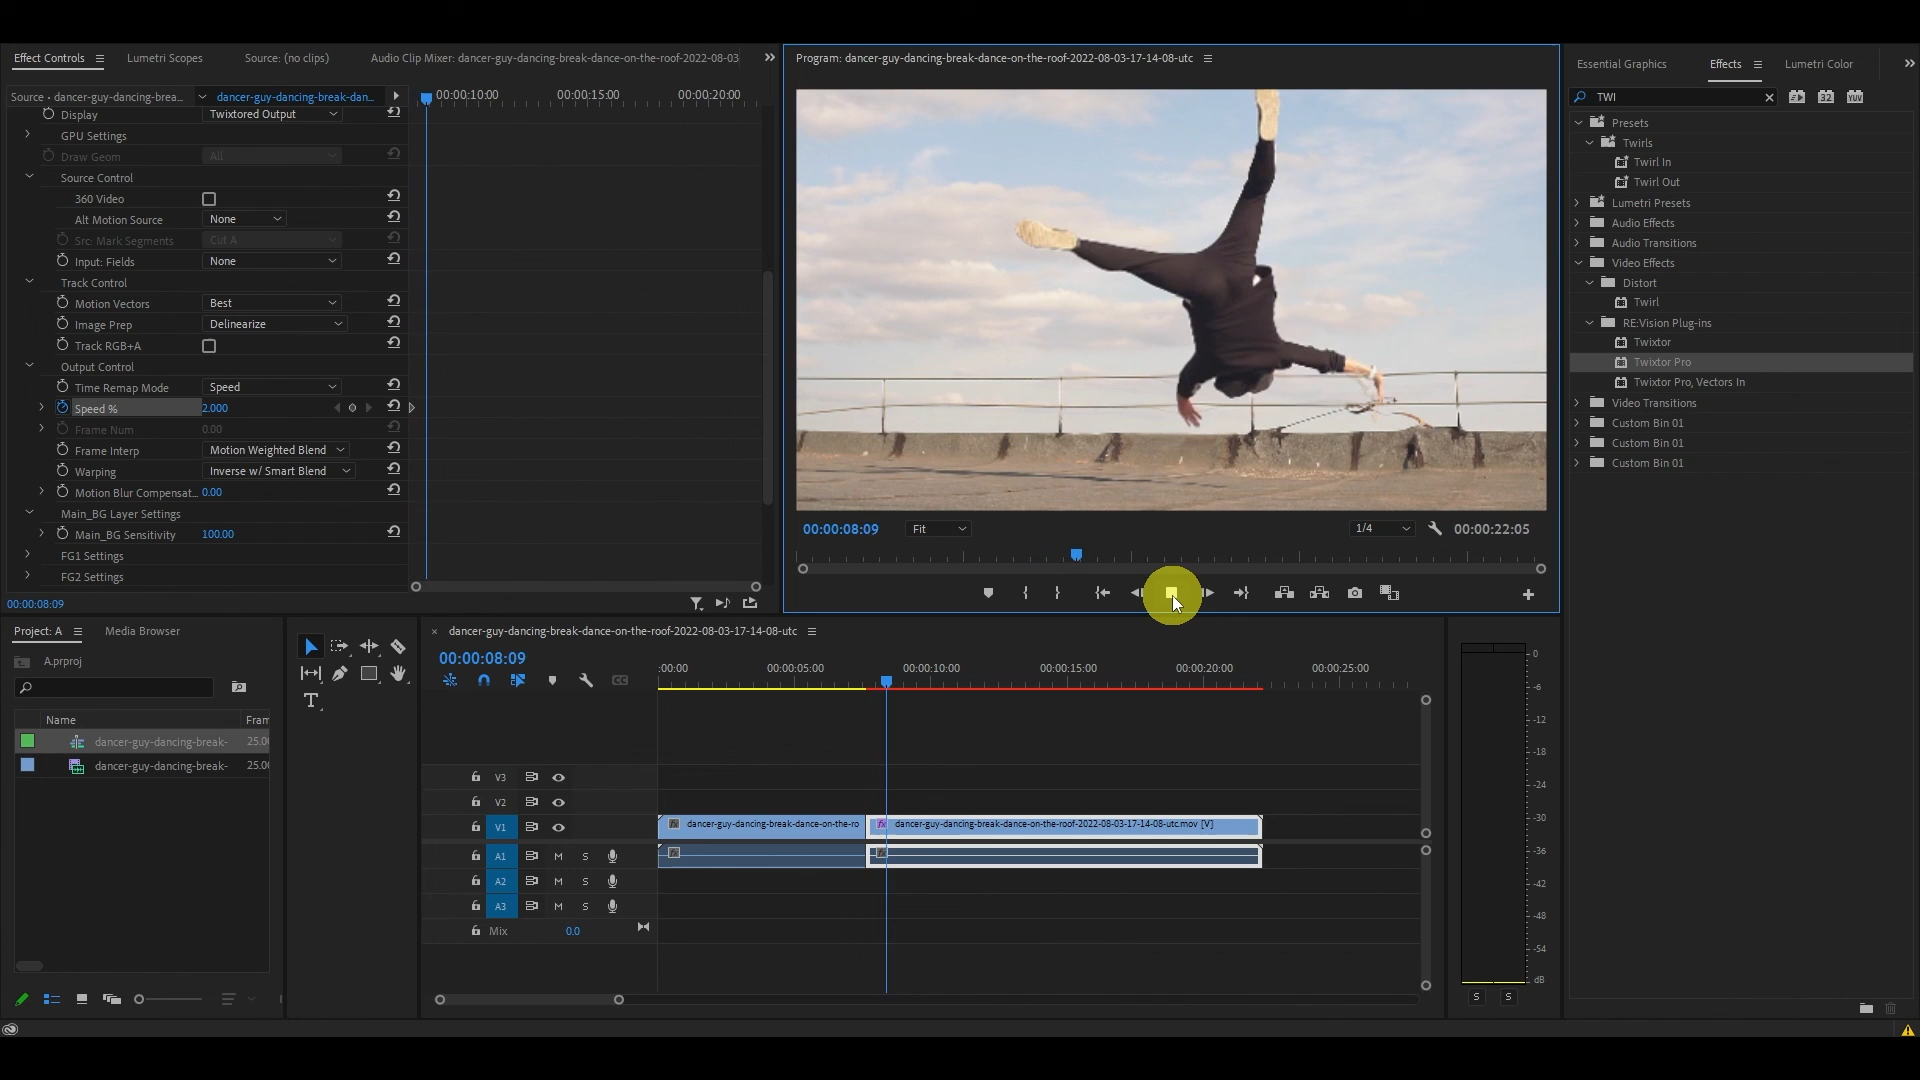 Effect Controls
Lumetri Scopes
Source: (no clips)
Audio Clip Mixer: dancer-guy-dancing-break-dance-on-the-roof-2022-08-03
Source • dancer-guy-dancing-brea...
dancer-guy-dancing-break-dan...
00:00:10:00
00:00:15:00
00:00:20:00
Display
Twixtored Output
GPU Settings
Draw Geom
All
Source Control
360 Video
Alt Motion Source
None
Src: Mark Segments
Cut A
Input: Fields
None
Track Control
Motion Vectors
Best
Image Prep
Delinearize
Track RGB+A
Output Control
Time Remap Mode
Speed
Speed %
2.000
Frame Num
0.00
Frame Interp
Motion Weighted Blend
Warping
Inverse w/ Smart Blend
Motion Blur Compensat...
0.00
Main_BG Layer Settings
Main_BG Sensitivity
100.00
FG1 Settings
FG2 Settings
00:00:08:09
Program: dancer-guy-dancing-break-dance-on-the-roof-2022-08-03-17-14-08-utc
00:00:08:09
Fit
1/4
00:00:22:05
Essential Graphics
Effects
Lumetri Color
TWI
32
YUV
Presets
Twirls
Twirl In
Twirl Out
Lumetri Presets
Audio Effects
Audio Transitions
Video Effects
Distort
Twirl
RE:Vision Plug-ins
Twixtor
Twixtor Pro
Twixtor Pro, Vectors In
Video Transitions
Custom Bin 01
Custom Bin 01
Custom Bin 01
Project: A
Media Browser
A.prproj
Name
Fram
dancer-guy-dancing-break-
25.00
dancer-guy-dancing-break-
25.00
T
dancer-guy-dancing-break-dance-on-the-roof-2022-08-03-17-14-08-utc
00:00:08:09
:00:00
00:00:05:00
00:00:10:00
00:00:15:00
00:00:20:00
00:00:25:00
CC
V3
V2
V1
fx
dancer-guy-dancing-break-dance-on-the-ro
fx
dancer-guy-dancing-break-dance-on-the-roof-2022-08-03-17-14-08-utc.mov [V]
A1
M
S
fx
fx
A2
M
S
A3
M
S
Mix
0.0
0
-6
-12
-18
-24
-30
-36
-42
-48
-54
dB
S
S